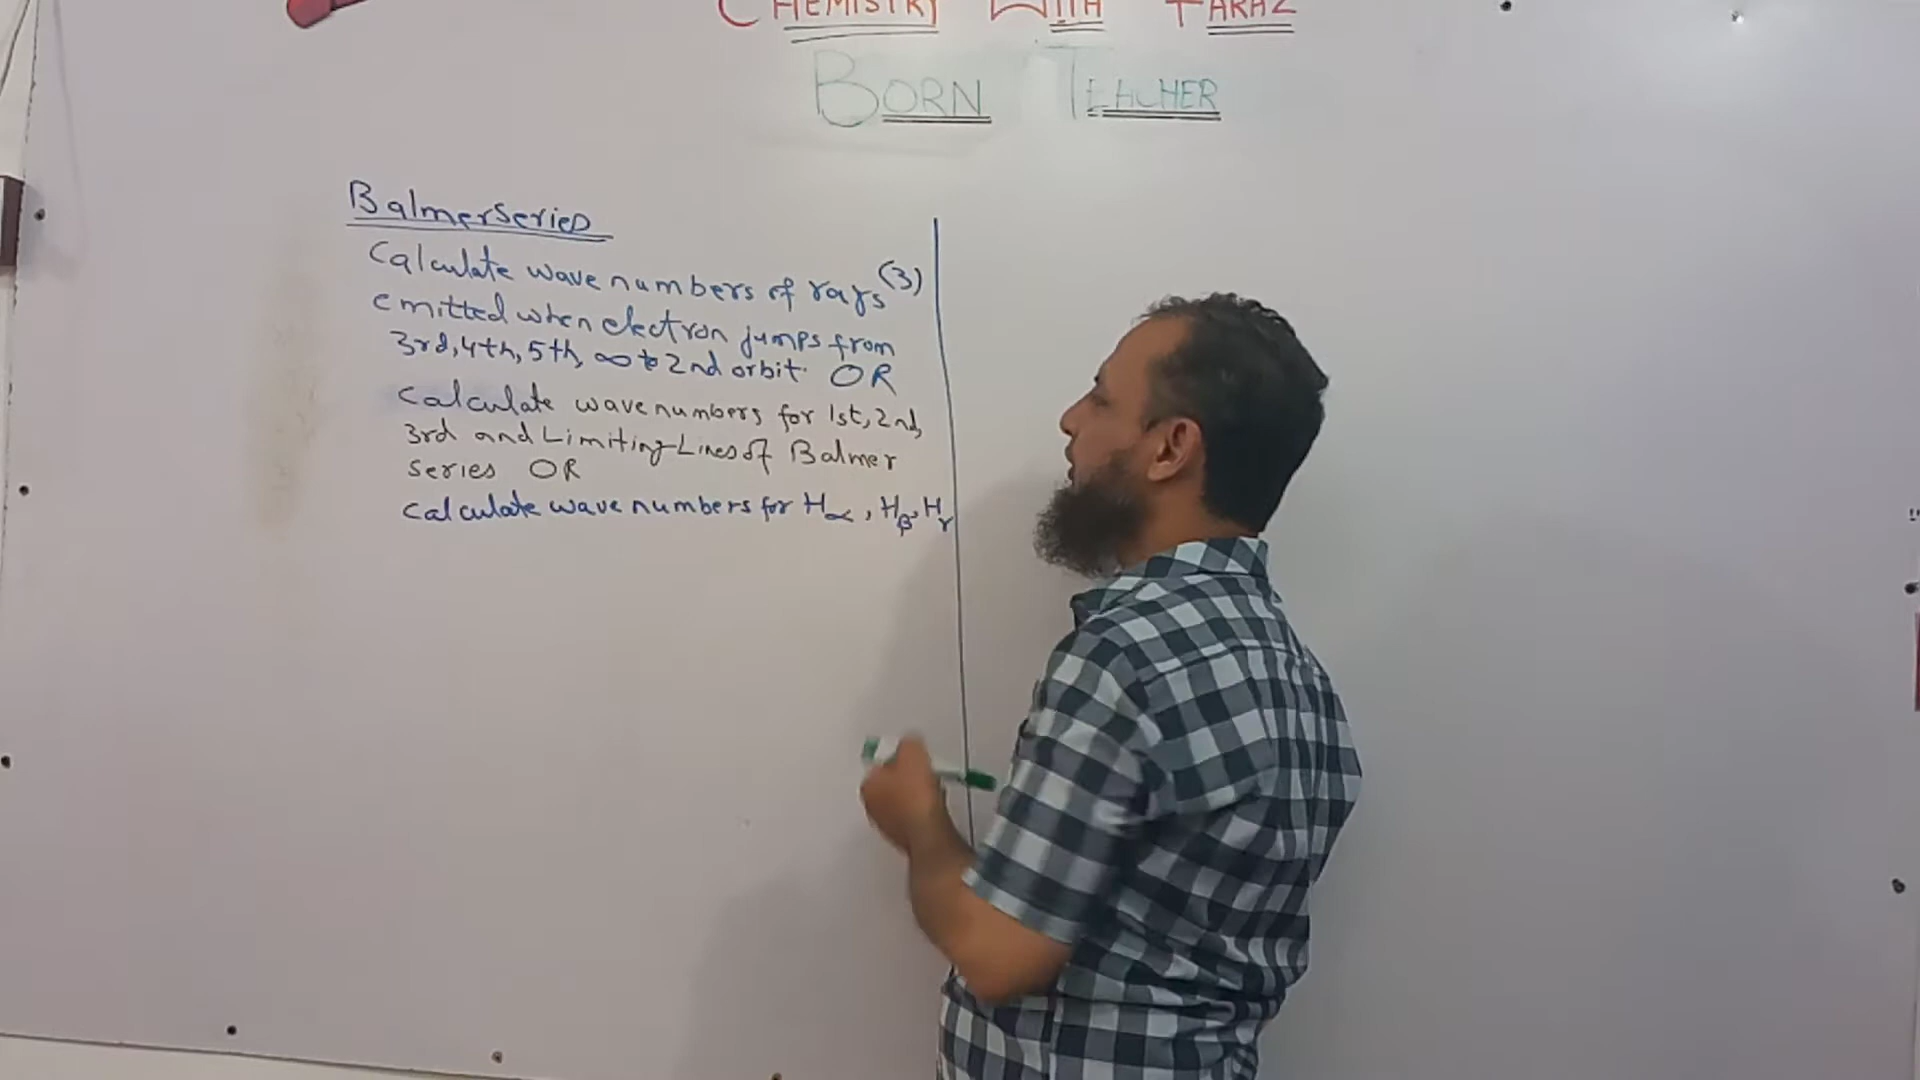 CHEMISTRY WITH FARAZ
BORN TEACHER
Balmer Series
Calculate wave numbers of rays (3)
emitted when electron jumps from
3rd, 4th, 5th, ∞ to 2nd orbit. OR
Calculate wave numbers for 1st, 2nd,
3rd and Limiting Lines of Balmer
series OR
Calculate wave numbers for Hα, Hβ, Hγ